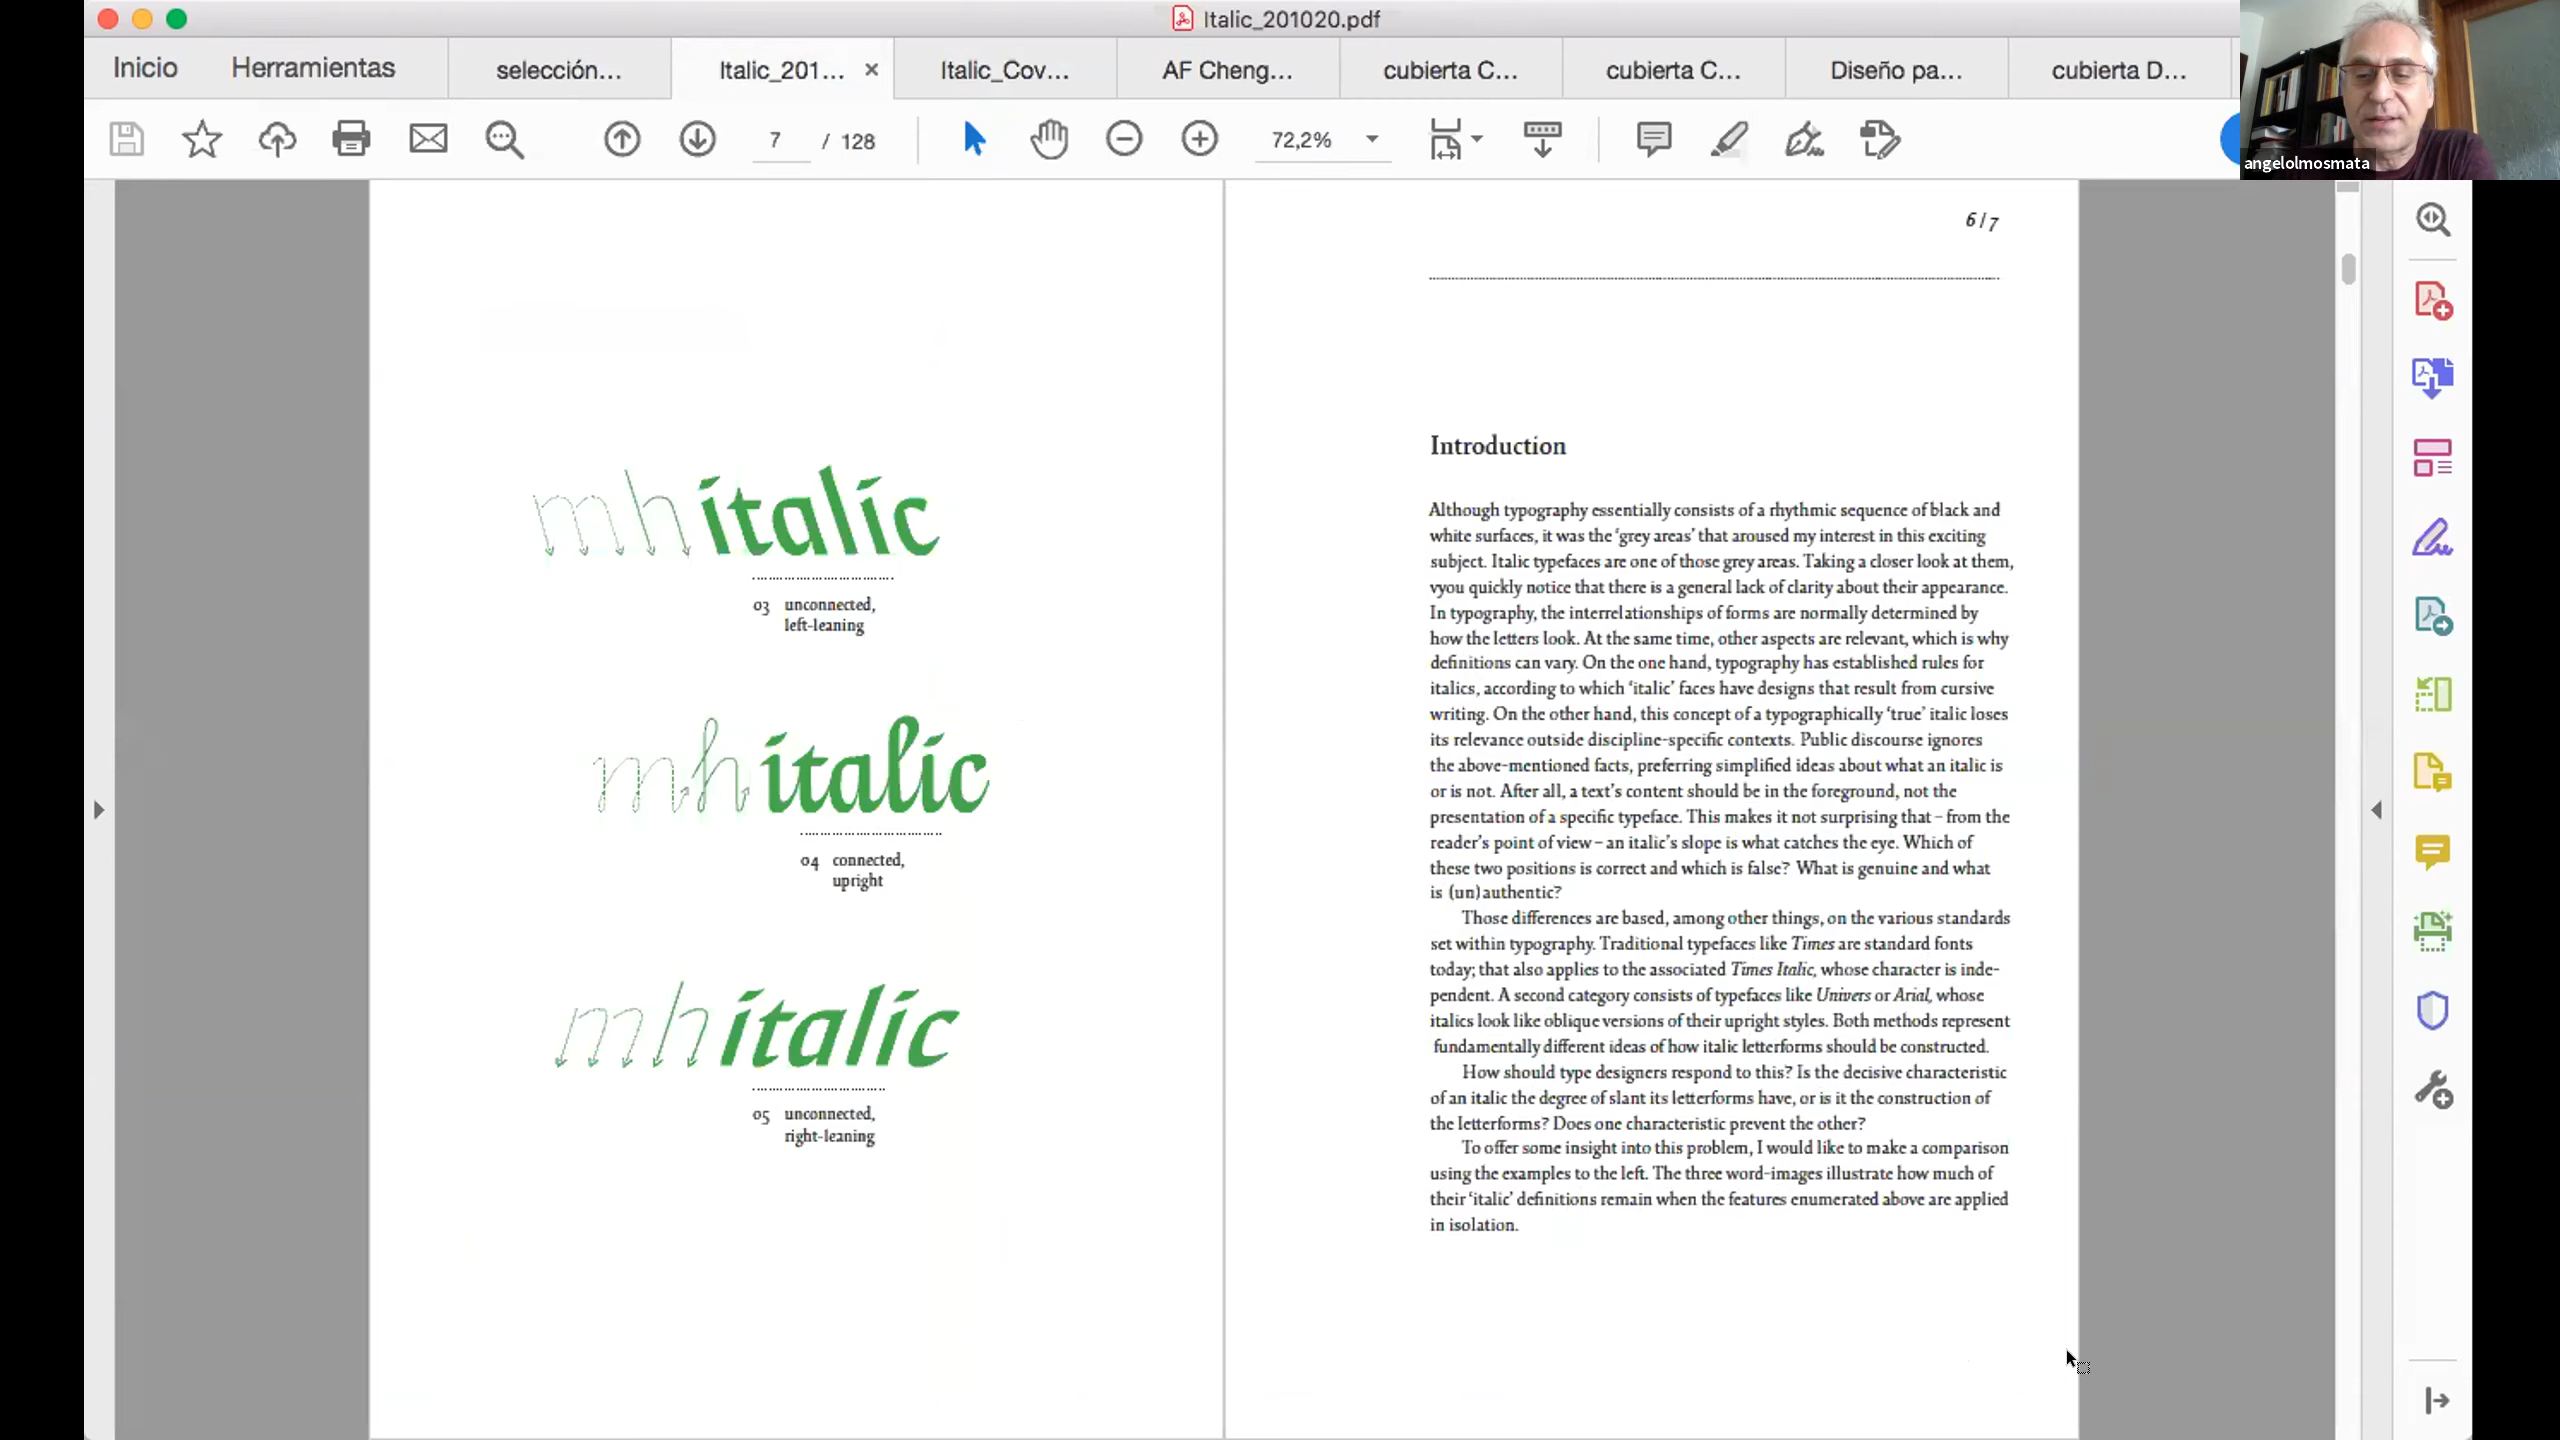 Italic_201020.pdf
Inicio Herramientas selección... Italic_201... × Italic_Cov... AF Cheng... cubierta C... cubierta C... Diseño pa... cubierta D...
7 / 128 72,2%
angelolmosmata
6/7
mhitalic
03 unconnected,
left-leaning
mhitalic
04 connected,
upright
mhitalic
05 unconnected,
right-leaning
Introduction
Although typography essentially consists of a rhythmic sequence of black and
white surfaces, it was the ‘grey areas’ that aroused my interest in this exciting
subject. Italic typefaces are one of those grey areas. Taking a closer look at them,
vyou quickly notice that there is a general lack of clarity about their appearance.
In typography, the interrelationships of forms are normally determined by
how the letters look. At the same time, other aspects are relevant, which is why
definitions can vary. On the one hand, typography has established rules for
italics, according to which ‘italic’ faces have designs that result from cursive
writing. On the other hand, this concept of a typographically ‘true’ italic loses
its relevance outside discipline-specific contexts. Public discourse ignores
the above-mentioned facts, preferring simplified ideas about what an italic is
or is not. After all, a text’s content should be in the foreground, not the
presentation of a specific typeface. This makes it not surprising that – from the
reader’s point of view – an italic’s slope is what catches the eye. Which of
these two positions is correct and which is false? What is genuine and what
is (un)authentic?
Those differences are based, among other things, on the various standards
set within typography. Traditional typefaces like Times are standard fonts
today; that also applies to the associated Times Italic, whose character is inde-
pendent. A second category consists of typefaces like Univers or Arial, whose
italics look like oblique versions of their upright styles. Both methods represent
fundamentally different ideas of how italic letterforms should be constructed.
How should type designers respond to this? Is the decisive characteristic
of an italic the degree of slant its letterforms have, or is it the construction of
the letterforms? Does one characteristic prevent the other?
To offer some insight into this problem, I would like to make a comparison
using the examples to the left. The three word-images illustrate how much of
their ‘italic’ definitions remain when the features enumerated above are applied
in isolation.